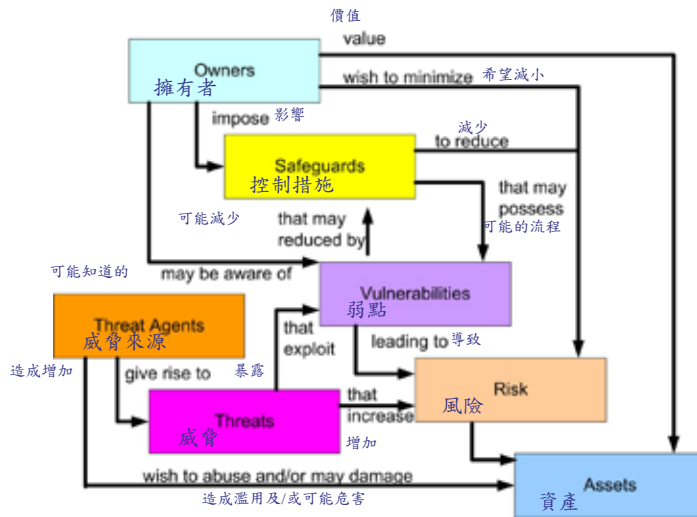 價值
value
Owners
擁有者
wish to minimize 希望減小
impose 影響
減少
to reduce
Safeguards
控制措施
that may
possess
可能的流程
可能減少
that may
reduced by
可能知道的
may be aware of
Vulnerabilities
弱點
Threat Agents
威脅來源
that
exploit
暴露
leading to 導致
造成增加
give rise to
Risk
風險
that
increase
增加
Threats
威脅
wish to abuse and/or may damage
造成濫用及/或可能危害
Assets
資產